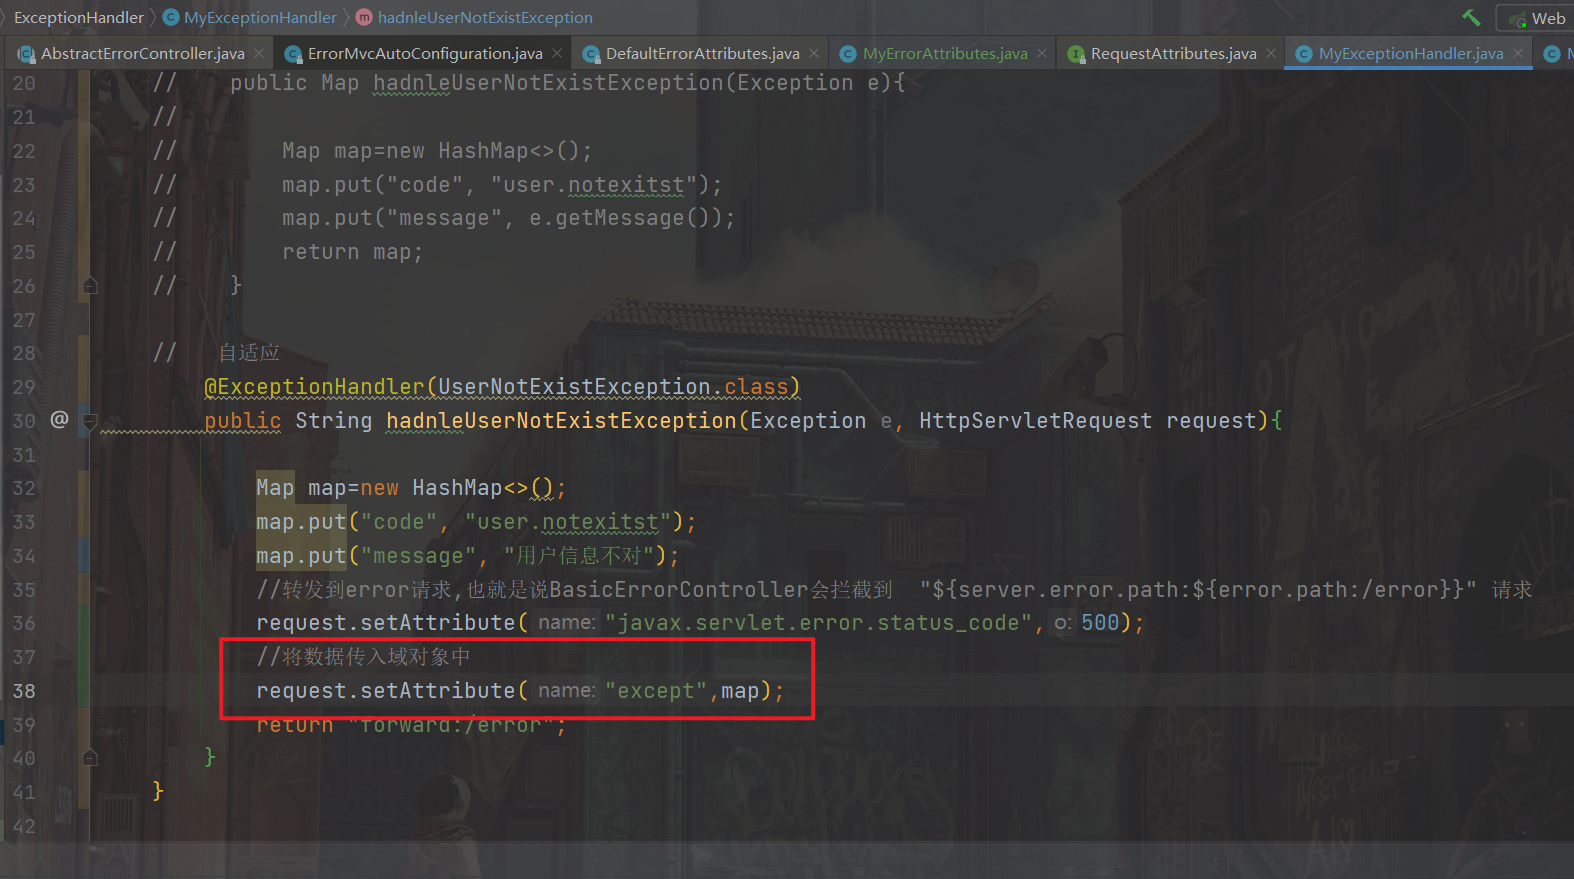 ExceptionHandler MyExceptionHandler hadnleUserNotExistException Web
AbstractErrorController.java ErrorMvcAutoConfiguration.java DefaultErrorAttributes.java MyErrorAttributes.java RequestAttributes.java MyExceptionHandler.java
20 // public Map hadnleUserNotExistException(Exception e){
21 //
22 // Map map=new HashMap<>();
23 // map.put("code", "user.notexitst");
24 // map.put("message", e.getMessage());
25 // return map;
26 // }
27
28 // 自适应
29 @ExceptionHandler(UserNotExistException.class)
30 @ public String hadnleUserNotExistException(Exception e, HttpServletRequest request){
31
32 Map map=new HashMap<>();
33 map.put("code", "user.notexitst");
34 map.put("message", "用户信息不对");
35 //转发到error请求,也就是说BasicErrorController会拦截到 "${server.error.path:${error.path:/error}}" 请求
36 request.setAttribute( name: "javax.servlet.error.status_code", o: 500);
37 //将数据传入域对象中
38 request.setAttribute( name: "except",map);
39 return "forward:/error";
40 }
41 }
42